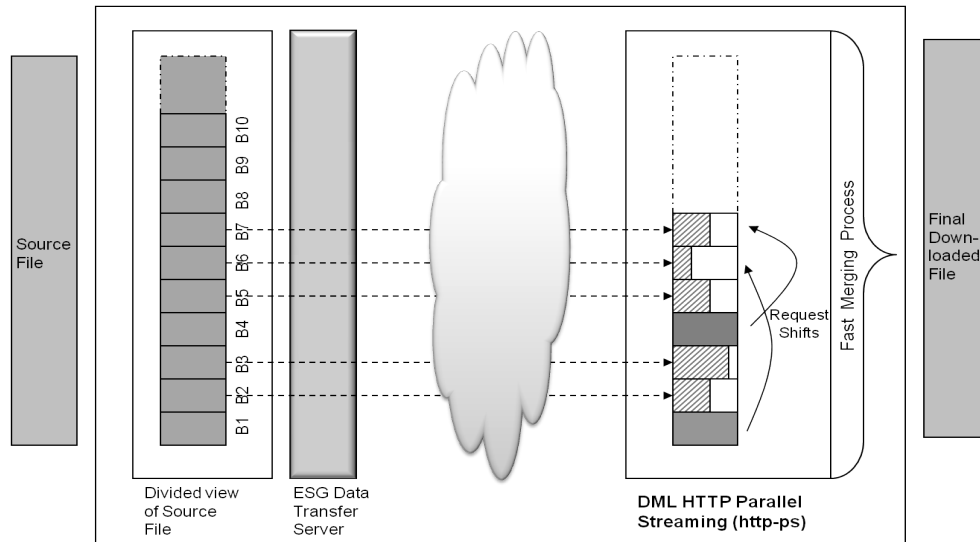 Source
File
B10
B9
B8
B7
B6
B5
B4
B3
B2
B1
Divided view
of Source
File
ESG Data
Transfer
Server
Request
Shifts
DML HTTP Parallel
Streaming (http-ps)
Fast Merging Process
Final
Down-
loaded
File